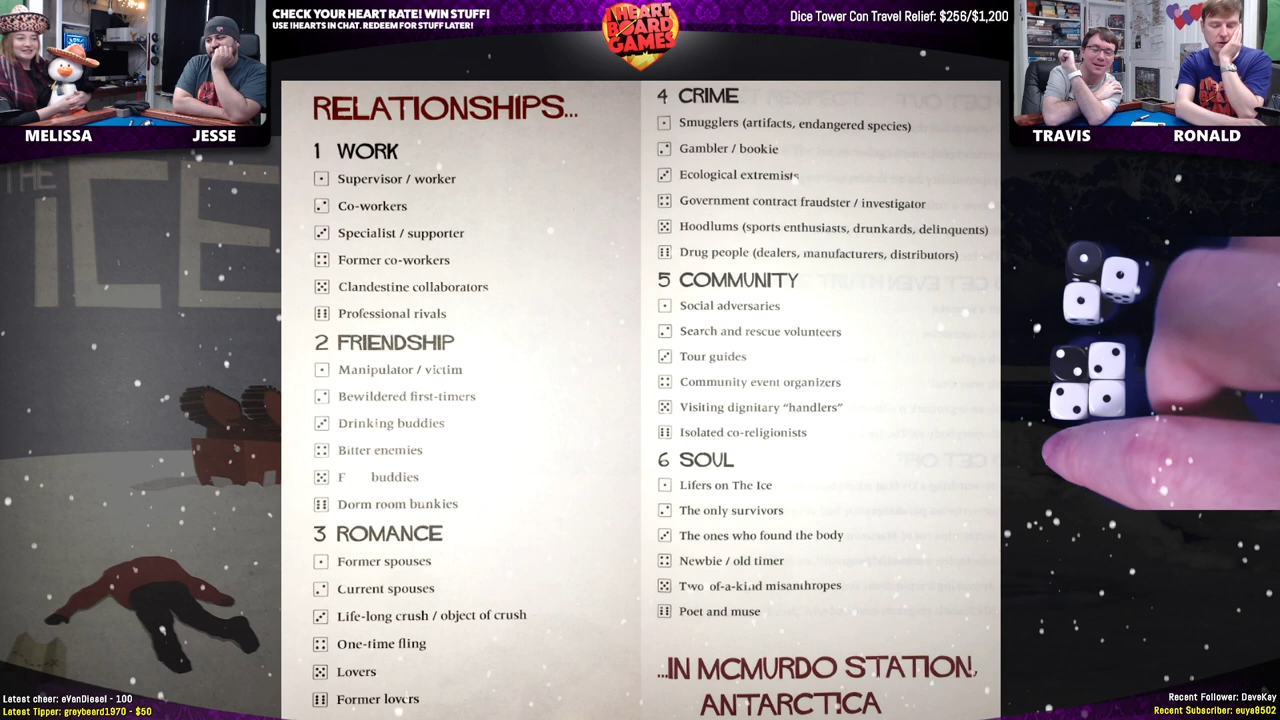 CHECK YOUR HEART RATE! WIN STUFF!
USE !HEARTS IN CHAT. REDEEM FOR STUFF LATER!
I HEART
BOARD
GAMES
Dice Tower Con Travel Relief: $256/$1,200
MELISSA
JESSE
TRAVIS
RONALD
THE
ICE
RELATIONSHIPS...
1 WORK
Supervisor / worker
Co-workers
Specialist / supporter
Former co-workers
Clandestine collaborators
Professional rivals
2 FRIENDSHIP
Manipulator / victim
Bewildered first-timers
Drinking buddies
Bitter enemies
F buddies
Dorm room bunkies
3 ROMANCE
Former spouses
Current spouses
Life-long crush / object of crush
One-time fling
Lovers
Former lovers
4 CRIME
Smugglers (artifacts, endangered species)
Gambler / bookie
Ecological extremists
Government contract fraudster / investigator
Hoodlums (sports enthusiasts, drunkards, delinquents)
Drug people (dealers, manufacturers, distributors)
5 COMMUNITY
Social adversaries
Search and rescue volunteers
Tour guides
Community event organizers
Visiting dignitary “handlers”
Isolated co-religionists
6 SOUL
Lifers on The Ice
The only survivors
The ones who found the body
Newbie / old timer
Two of-a-kind misanthropes
Poet and muse
...IN MCMURDO STATION,
ANTARCTICA
Latest cheer: eVanDiesel - 100
Latest Tipper: greybeard1970 - $50
Recent Follower: DaveKay
Recent Subscriber: euya8502